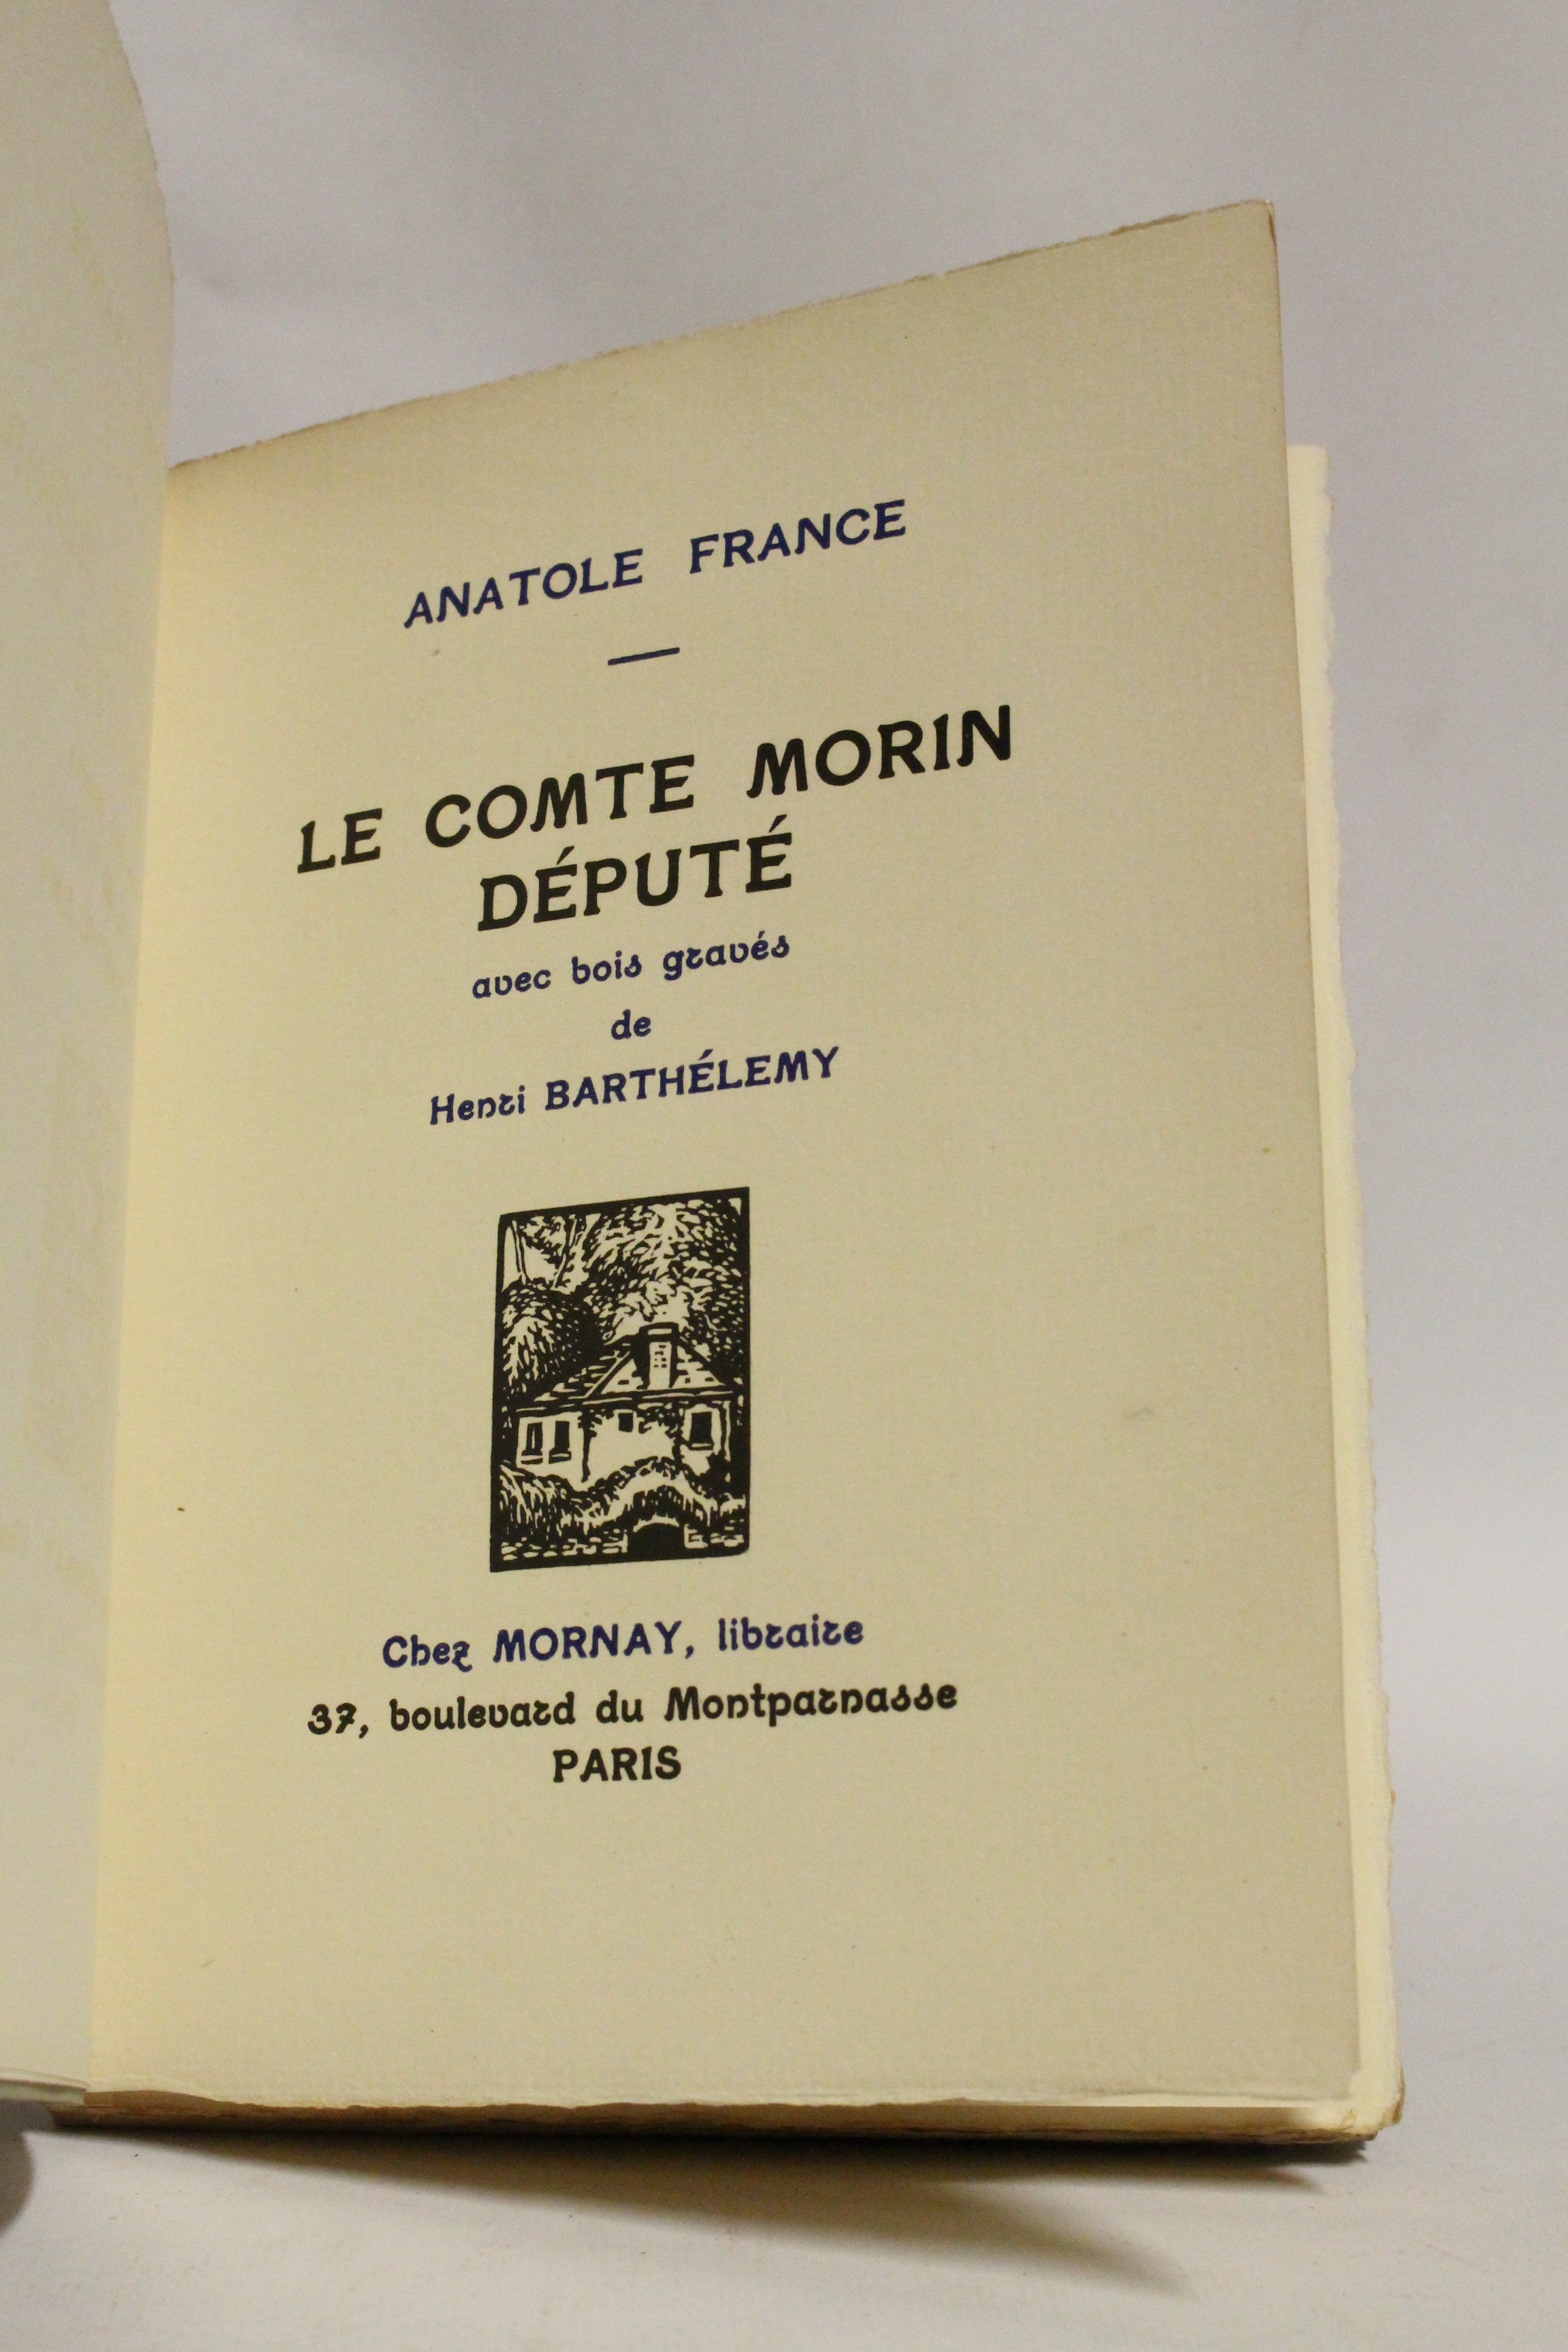 ANATOLE FRANCE
LE COMTE MORIN
DÉPUTÉ
avec bois gravés
de
Henri BARTHÉLEMY
Chez MORNAY, libraire
37, boulevard du Montparnasse
PARIS